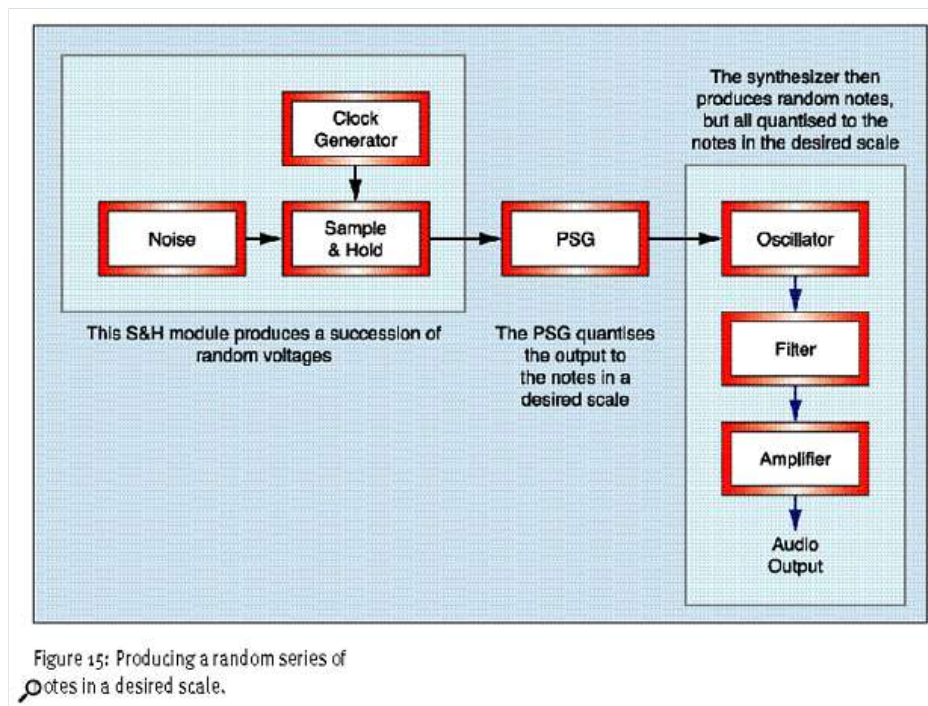 The synthesizer then
produces random notes,
but all quantised to the
notes in the desired scale
Clock
Generator
Noise
Sample
& Hold
PSG
Oscillator
This S&H module produces a succession of
random voltages
The PSG quantises
the output to
the notes in a
desired scale
Filter
Amplifier
Audio
Output
Figure 15: Producing a random series of
otes in a desired scale.